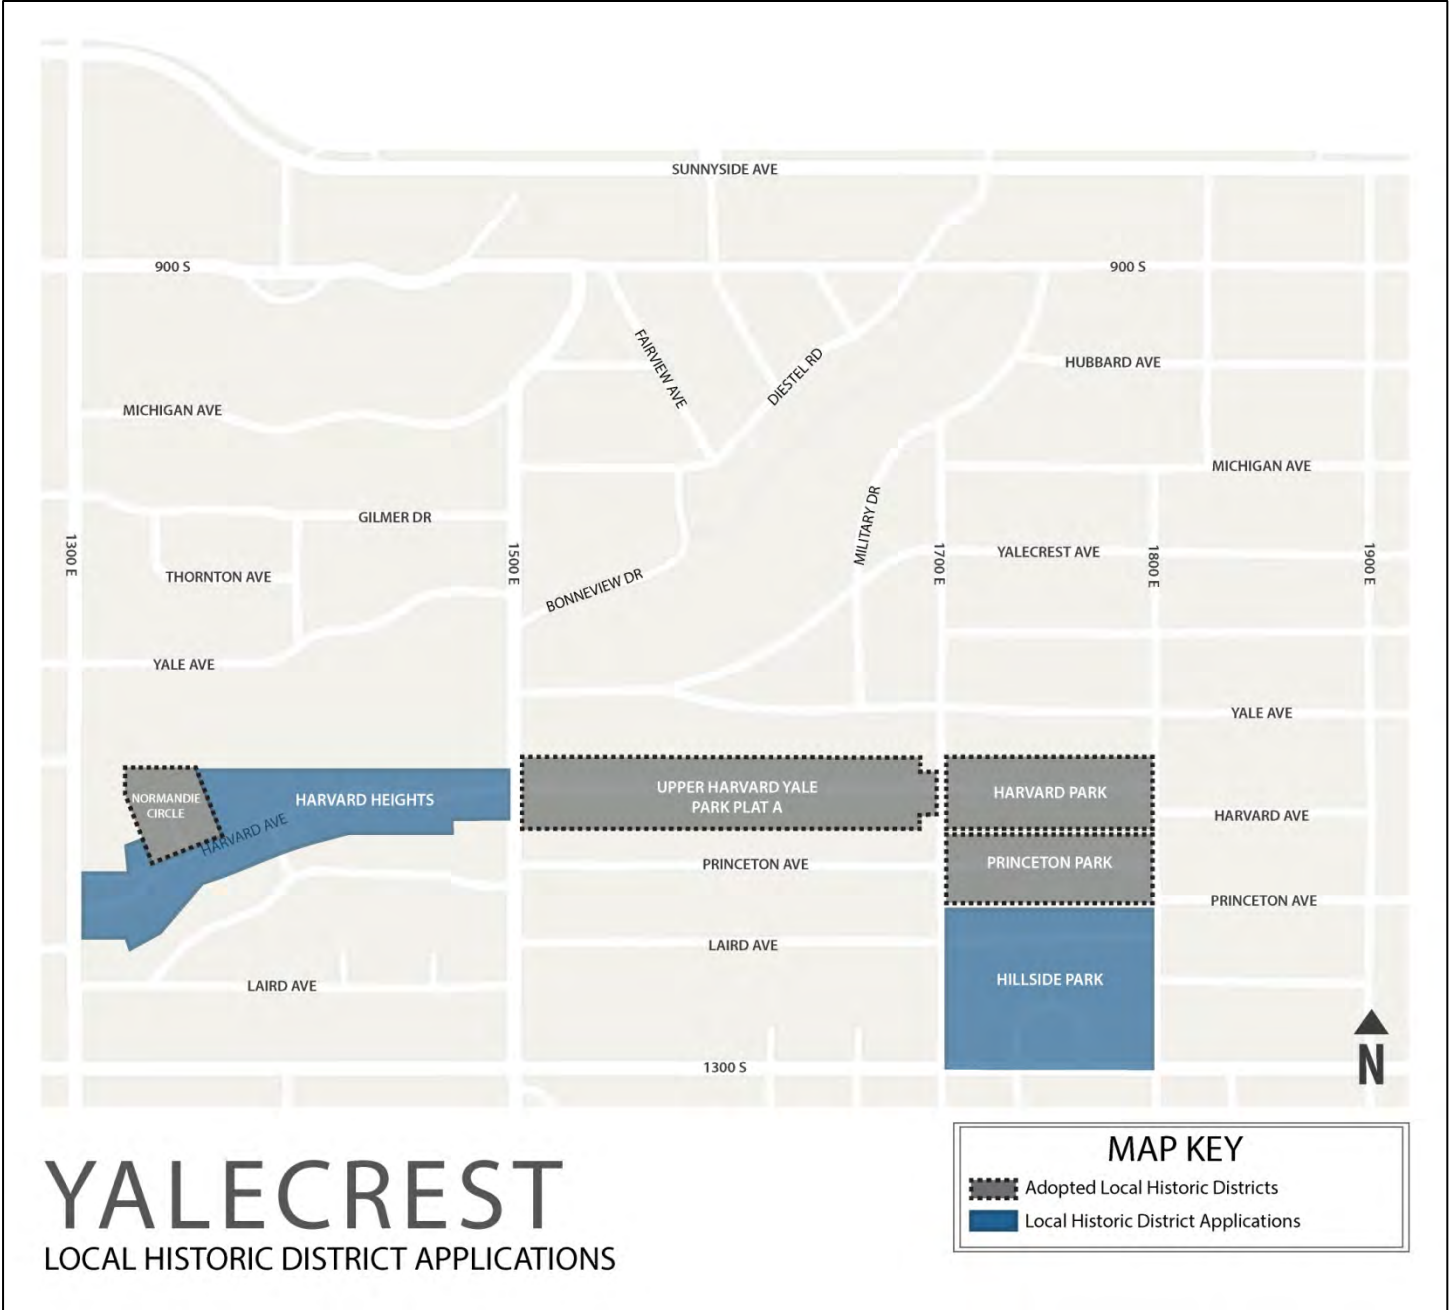 SUNNYSIDE AVE
900 S
900 S
FAIRVIEW AVE
DIESTEL RD
HUBBARD AVE
MICHIGAN AVE
MICHIGAN AVE
GILMER DR
MILITARY DR
1300 E
1500 E
1700 E
YALECREST AVE
1800 E
1900 E
THORNTON AVE
BONNEVIEW DR
YALE AVE
YALE AVE
NORMANDIE
CIRCLE
HARVARD HEIGHTS
HARVARD AVE
UPPER HARVARD YALE
PARK PLAT A
HARVARD PARK
HARVARD AVE
PRINCETON AVE
PRINCETON PARK
PRINCETON AVE
LAIRD AVE
HILLSIDE PARK
LAIRD AVE
1300 S
N
YALECREST
LOCAL HISTORIC DISTRICT APPLICATIONS
MAP KEY
Adopted Local Historic Districts
Local Historic District Applications